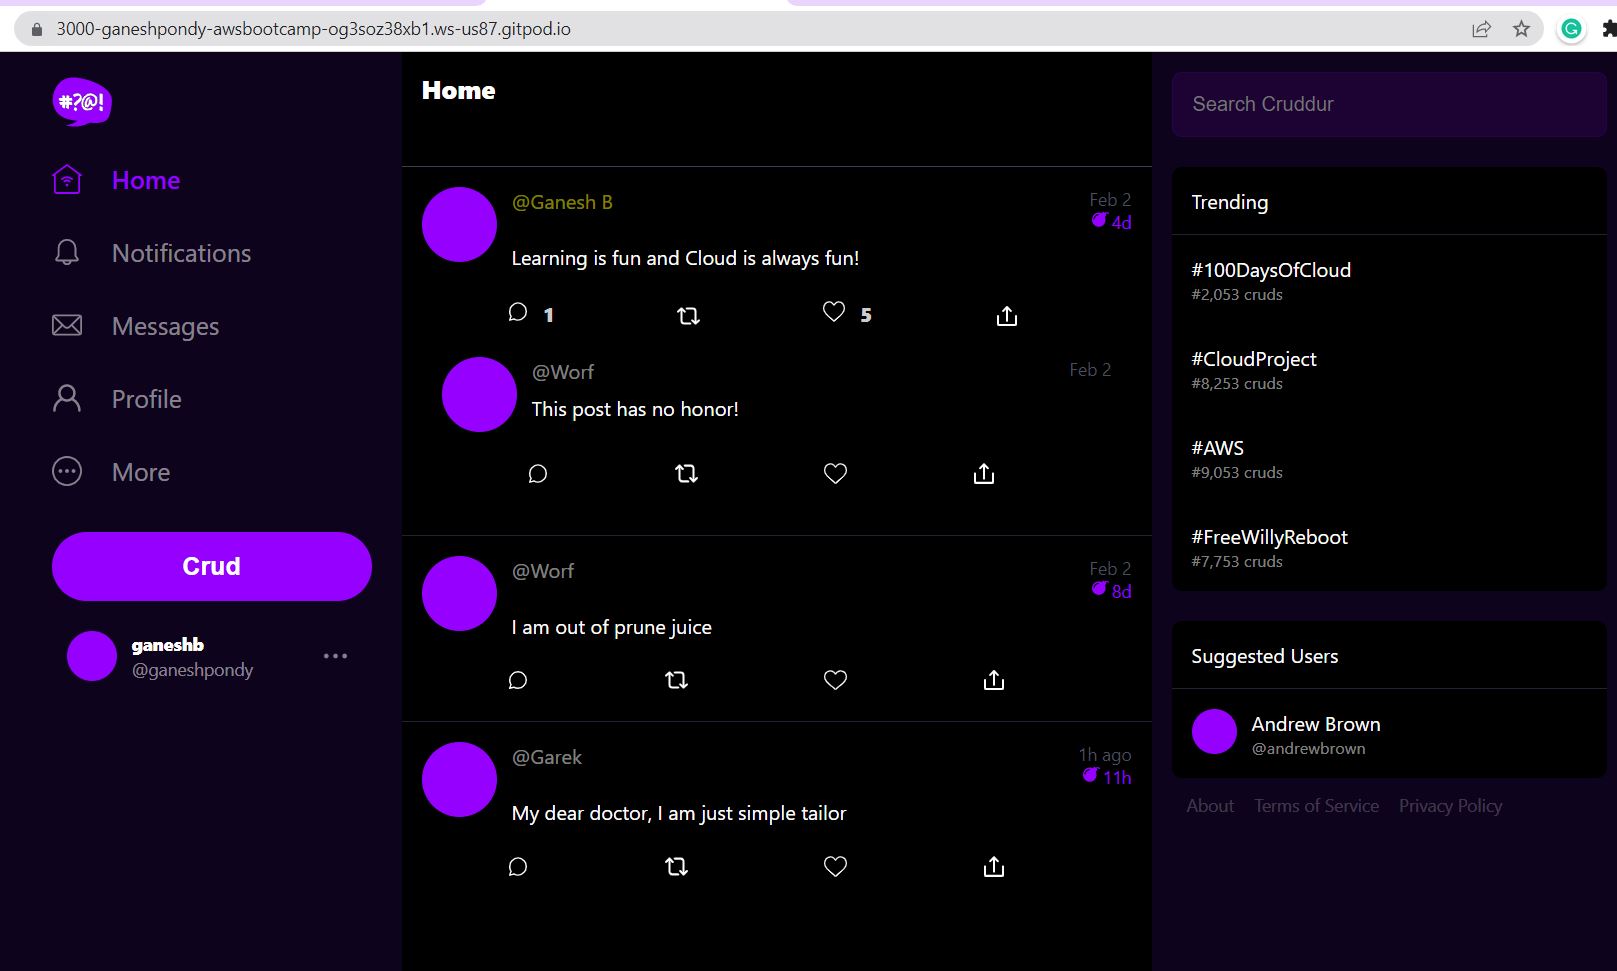 3000-ganeshpondy-awsbootcamp-og3soz38xb1.ws-us87.gitpod.io
#?@!
Home
Notifications
Messages
Profile
More
Crud
ganeshb
@ganeshpondy
Home
@Ganesh B
Feb 2
4d
Learning is fun and Cloud is always fun!
1
5
@Worf
Feb 2
This post has no honor!
@Worf
Feb 2
8d
I am out of prune juice
@Garek
1h ago
11h
My dear doctor, I am just simple tailor
Search Cruddur
Trending
#100DaysOfCloud
#2,053 cruds
#CloudProject
#8,253 cruds
#AWS
#9,053 cruds
#FreeWillyReboot
#7,753 cruds
Suggested Users
Andrew Brown
@andrewbrown
About Terms of Service Privacy Policy